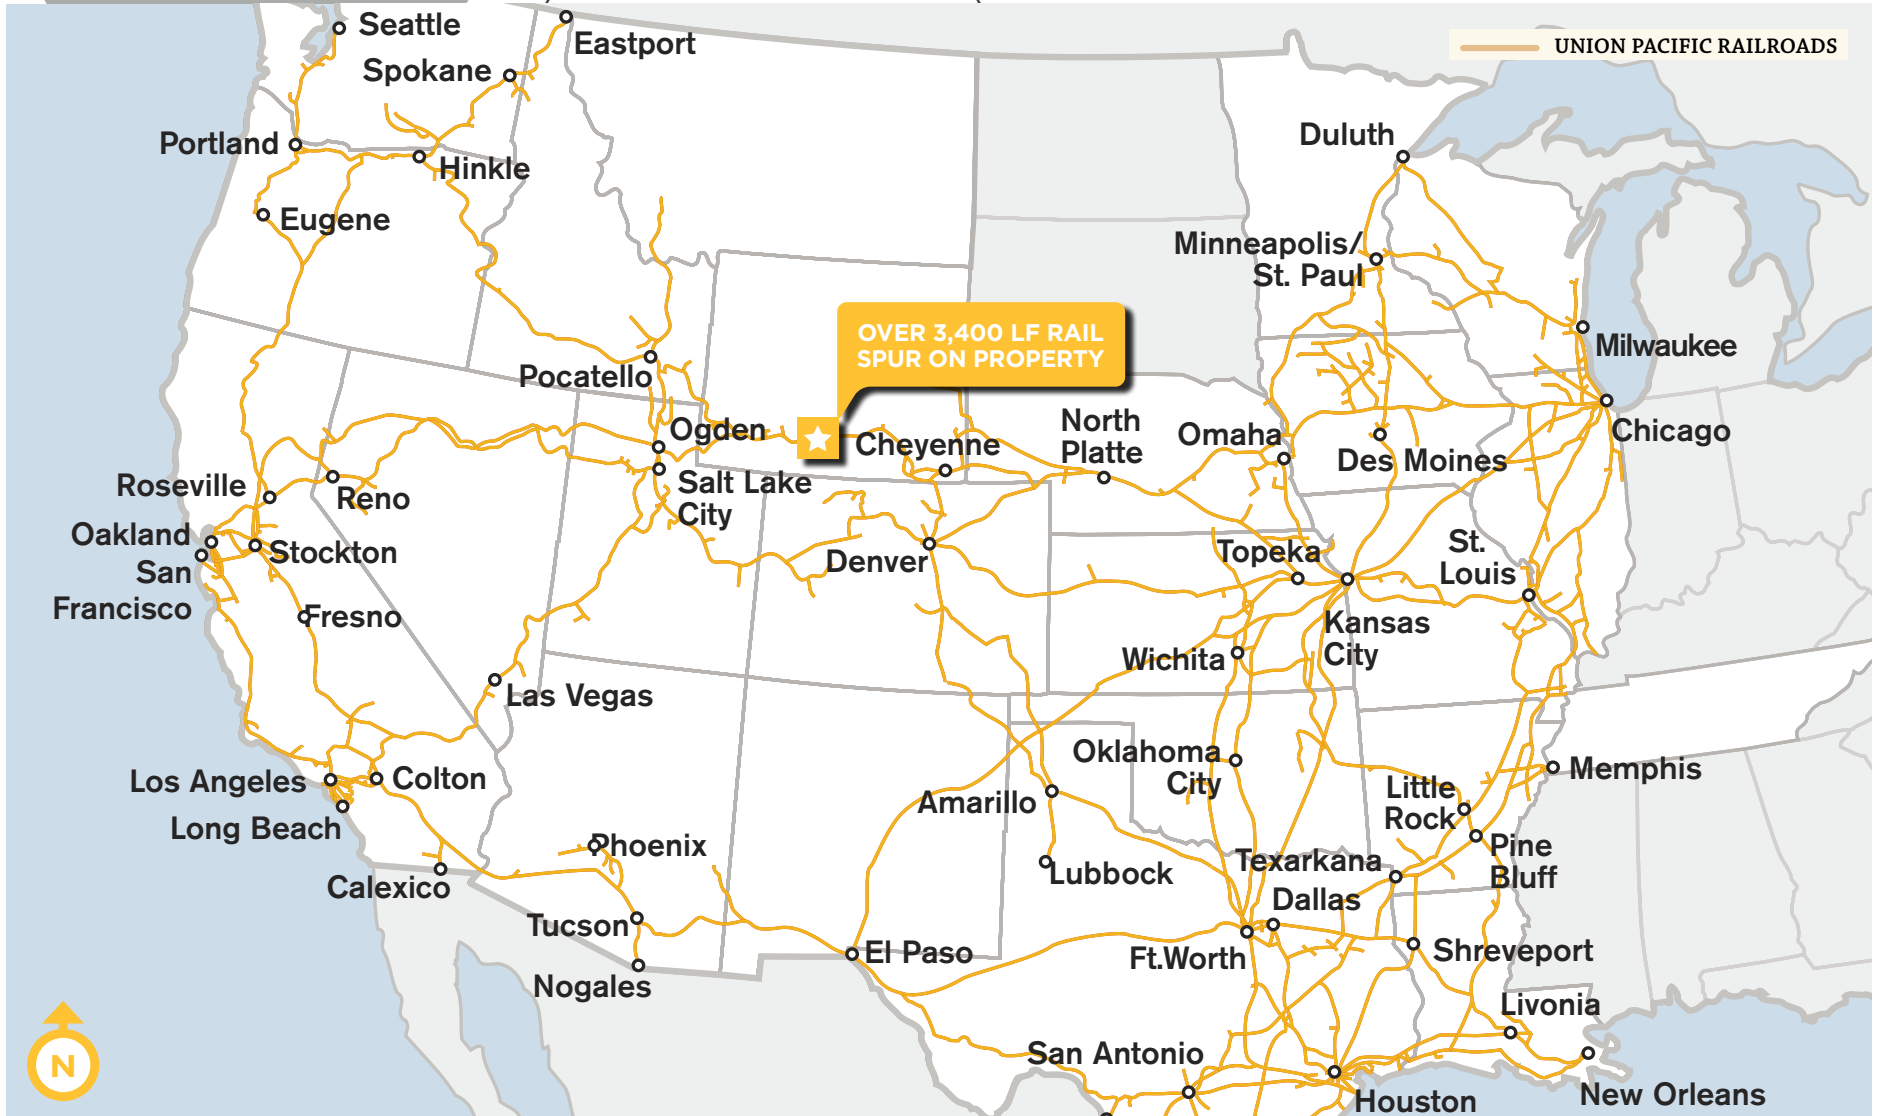 Seattle
Eastport
UNION PACIFIC RAILROADS
Spokane
Duluth
Portland
Hinkle
Eugene
Minneapolis/
St. Paul
OVER 3,400 LF RAIL
SPUR ON PROPERTY
Milwaukee
Pocatello
Ogden
Cheyenne
North
Platte
Omaha
Chicago
Des Moines
Roseville
Reno
Salt Lake
City
Oakland
San
Francisco
Stockton
Denver
Topeka
St.
Louis
Fresno
Kansas
City
Wichita
Las Vegas
Oklahoma
City
Memphis
Los Angeles
Colton
Amarillo
Little
Rock
Long Beach
Phoenix
Pine
Bluff
Texarkana
Lubbock
Calexico
Dallas
Tucson
El Paso
Ft.Worth
Shreveport
Nogales
Livonia
San Antonio
N
Houston
New Orleans